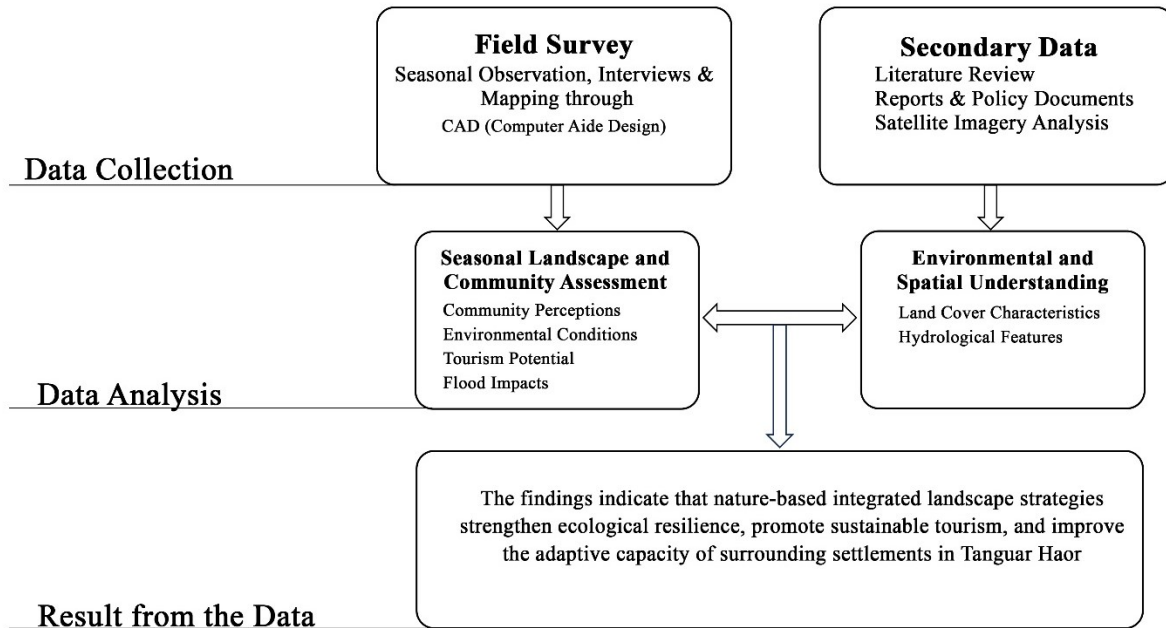 Field Survey
Seasonal Observation, Interviews &
Mapping through
CAD (Computer Aide Design)
Secondary Data
Literature Review
Reports & Policy Documents
Satellite Imagery Analysis
Data Collection
Seasonal Landscape and
Community Assessment
Community Perceptions
Environmental Conditions
Tourism Potential
Flood Impacts
Environmental and
Spatial Understanding
Land Cover Characteristics
Hydrological Features
Data Analysis
The findings indicate that nature-based integrated landscape strategies
strengthen ecological resilience, promote sustainable tourism, and improve
the adaptive capacity of surrounding settlements in Tanguar Haor
Result from the Data